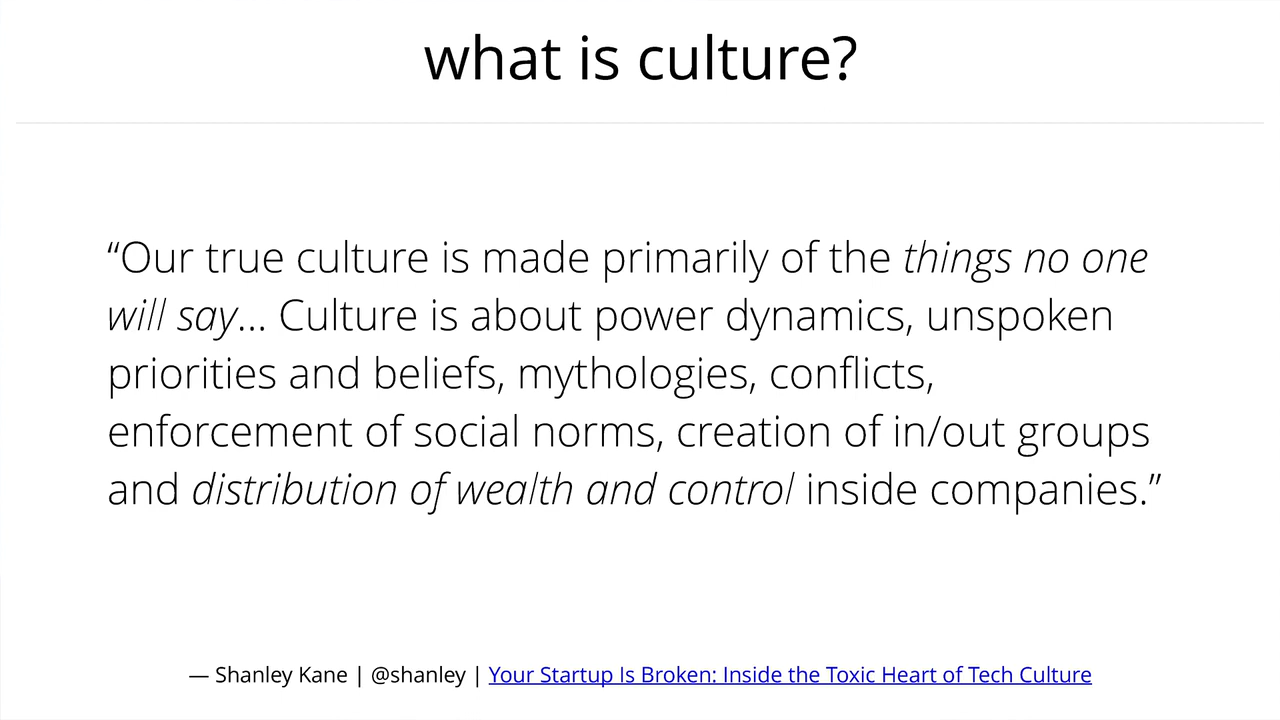 what is culture?
“Our true culture is made primarily of the things no one
will say... Culture is about power dynamics, unspoken
priorities and beliefs, mythologies, conflicts,
enforcement of social norms, creation of in/out groups
and distribution of wealth and control inside companies.”
— Shanley Kane | @shanley | Your Startup Is Broken: Inside the Toxic Heart of Tech Culture